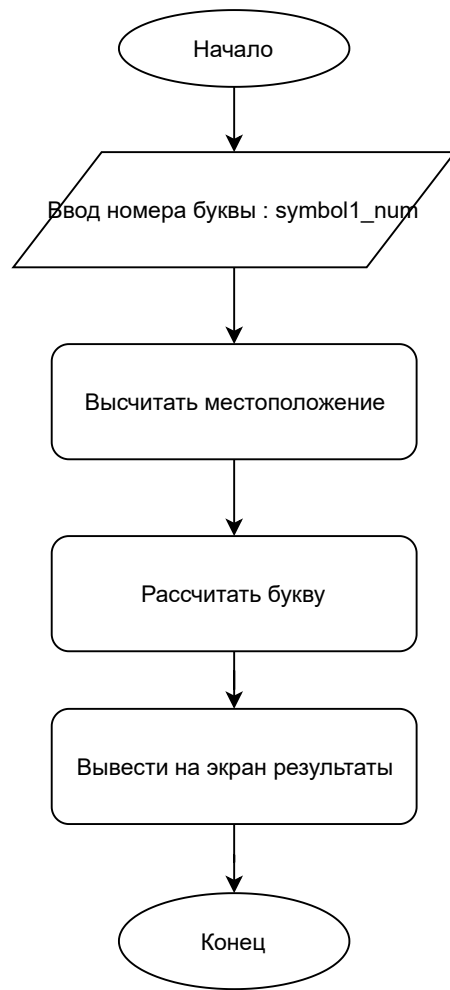 Начало
Ввод номера буквы : symbol1_num
Высчитать местоположение
Рассчитать букву
Вывести на экран результаты
Конец